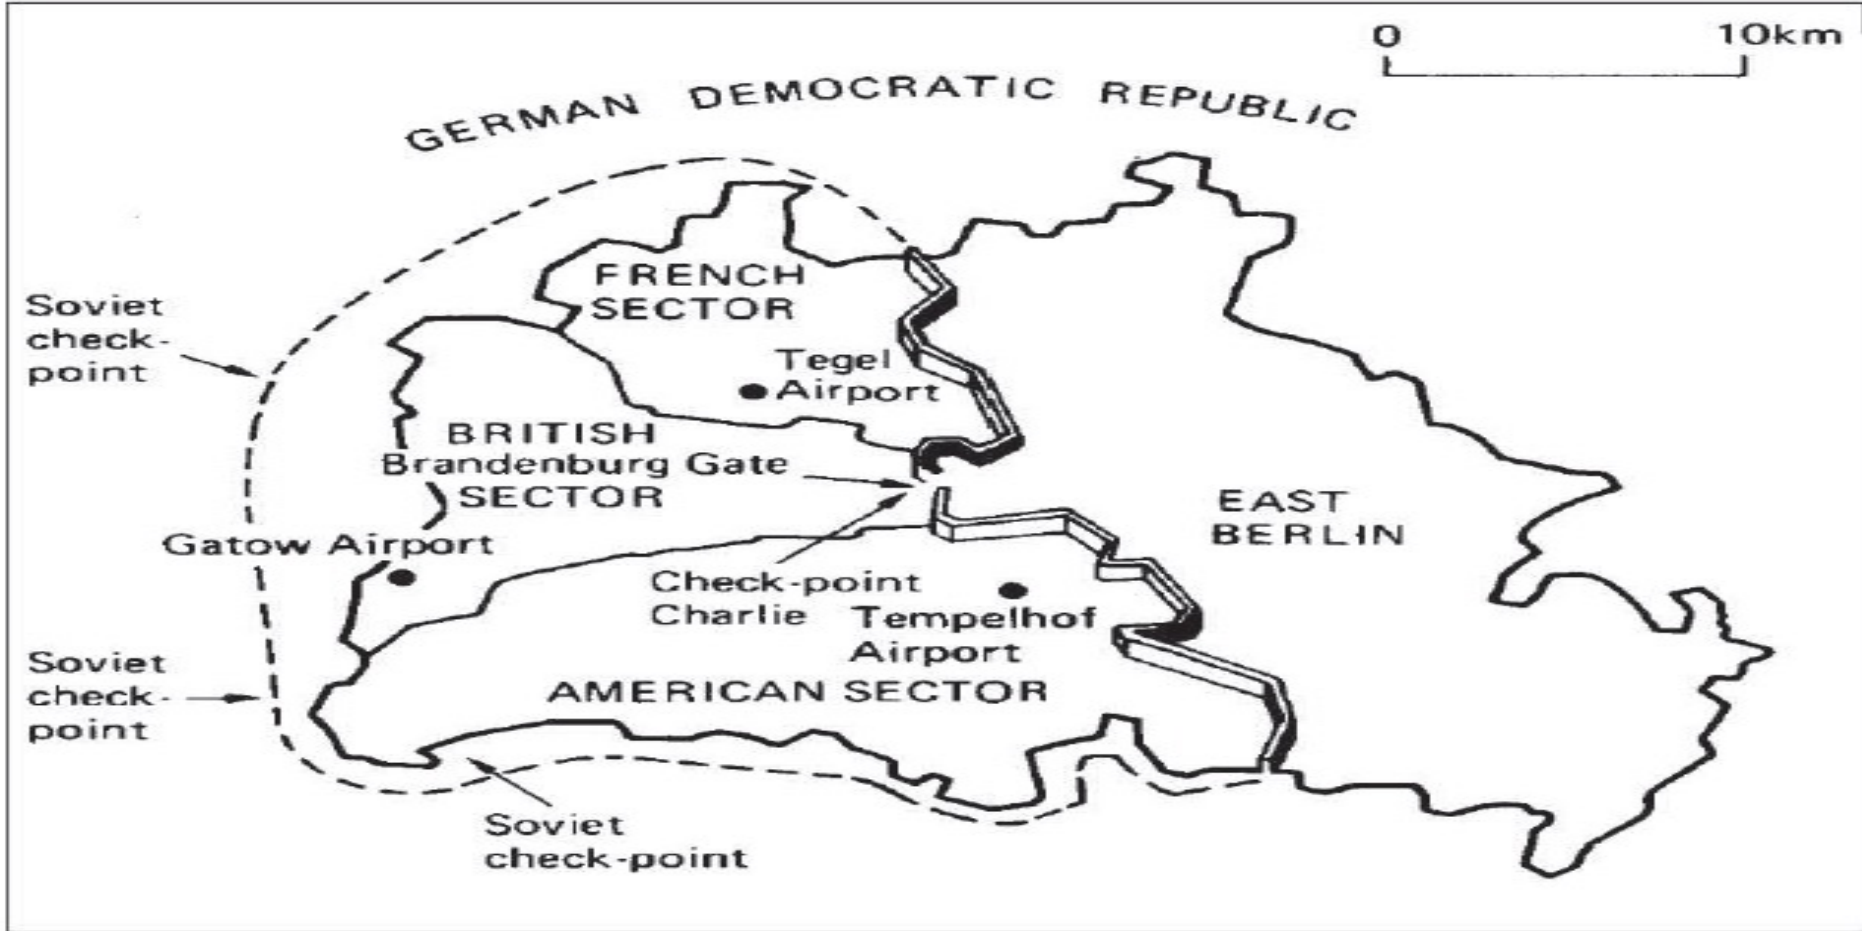 0 10km
GERMAN DEMOCRATIC REPUBLIC
FRENCH
SECTOR
Soviet
check-
point
Tegel
Airport
BRITISH
Brandenburg Gate
SECTOR
EAST
BERLIN
Gatow Airport
Check-point
Charlie
Tempelhof
Airport
Soviet
check-
point
AMERICAN SECTOR
Soviet
check-point